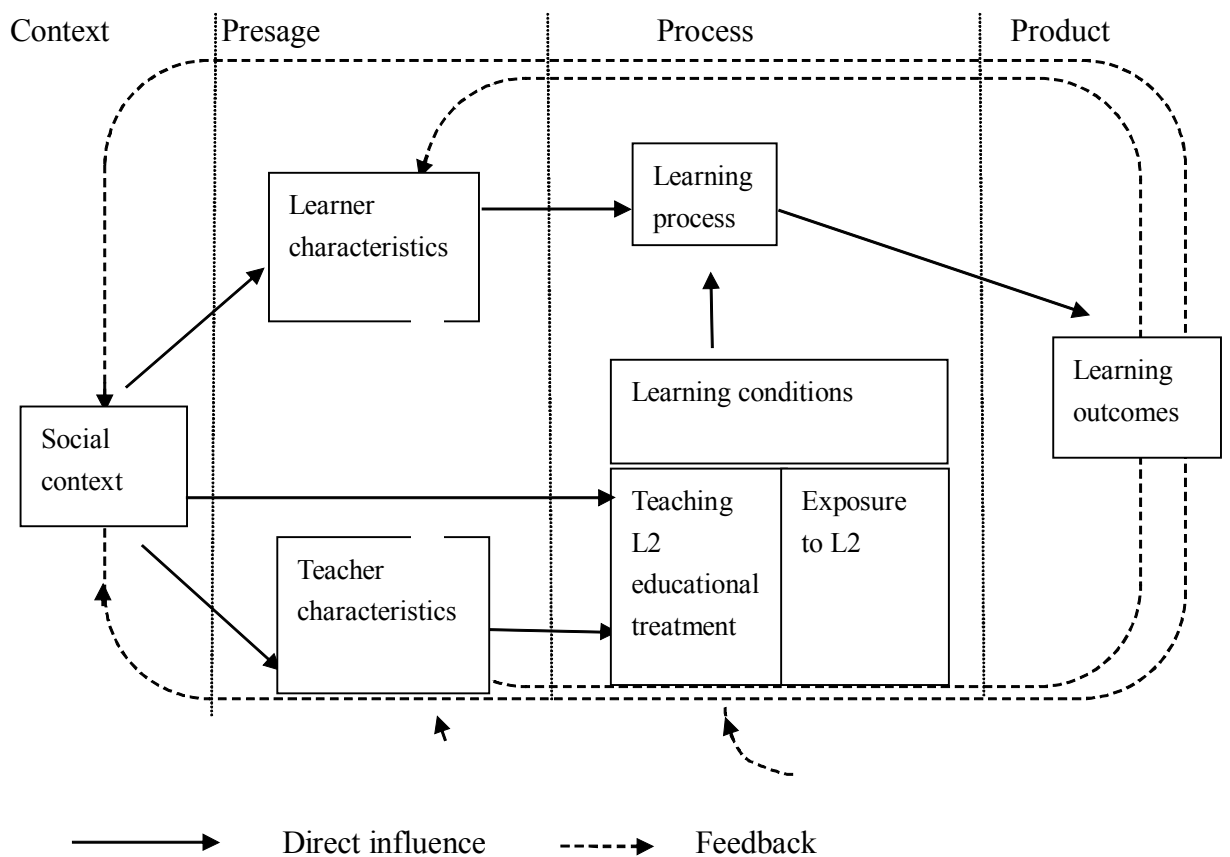 Context Presage Process Product
Learner
characteristics
Learning
process
Learning conditions
Learning
outcomes
Social
context
Teaching
L2
educational
treatment
Exposure
to L2
Teacher
characteristics
Direct influence Feedback